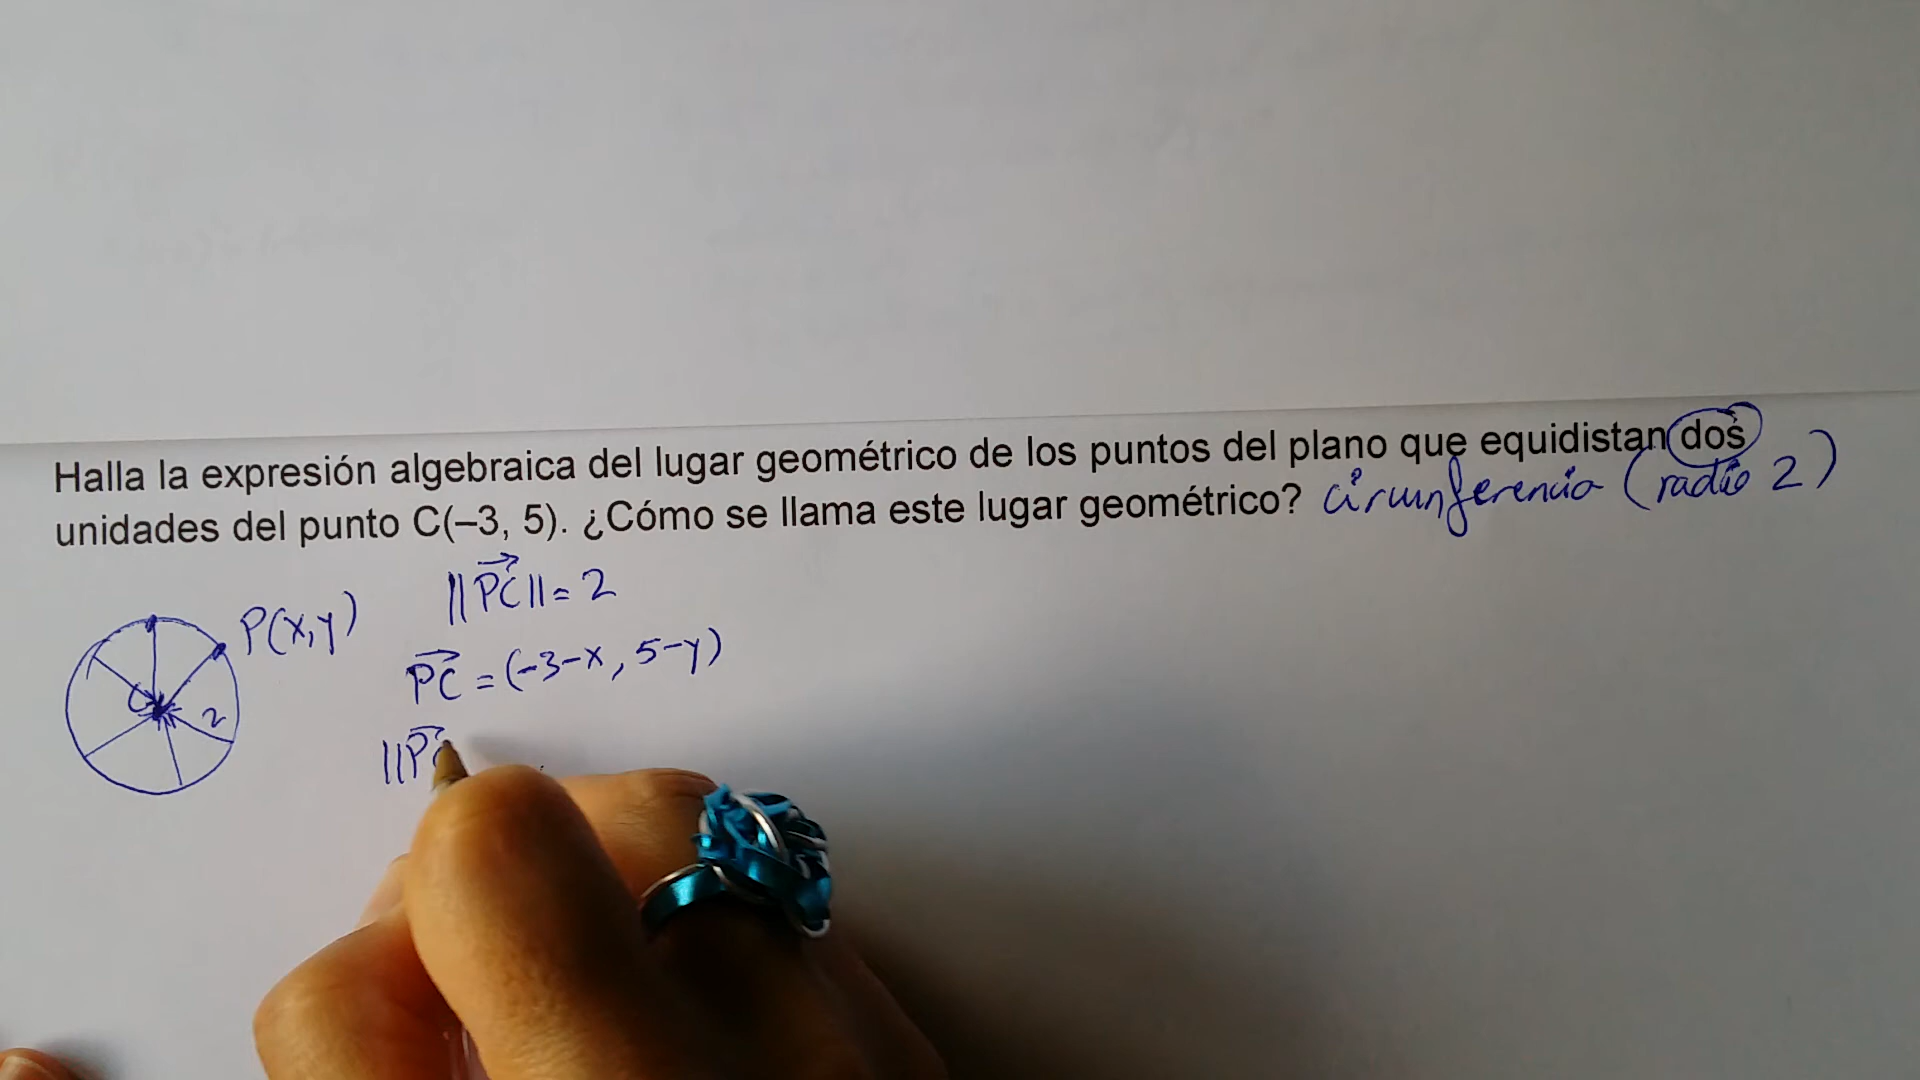 Halla la expresión algebraica del lugar geométrico de los puntos del plano que equidistan dos
unidades del punto C(–3, 5). ¿Cómo se llama este lugar geométrico? circunferencia (radio 2)
P(x,y)
C
2
||PC|| = 2
PC = (-3-x, 5-y)
||PC